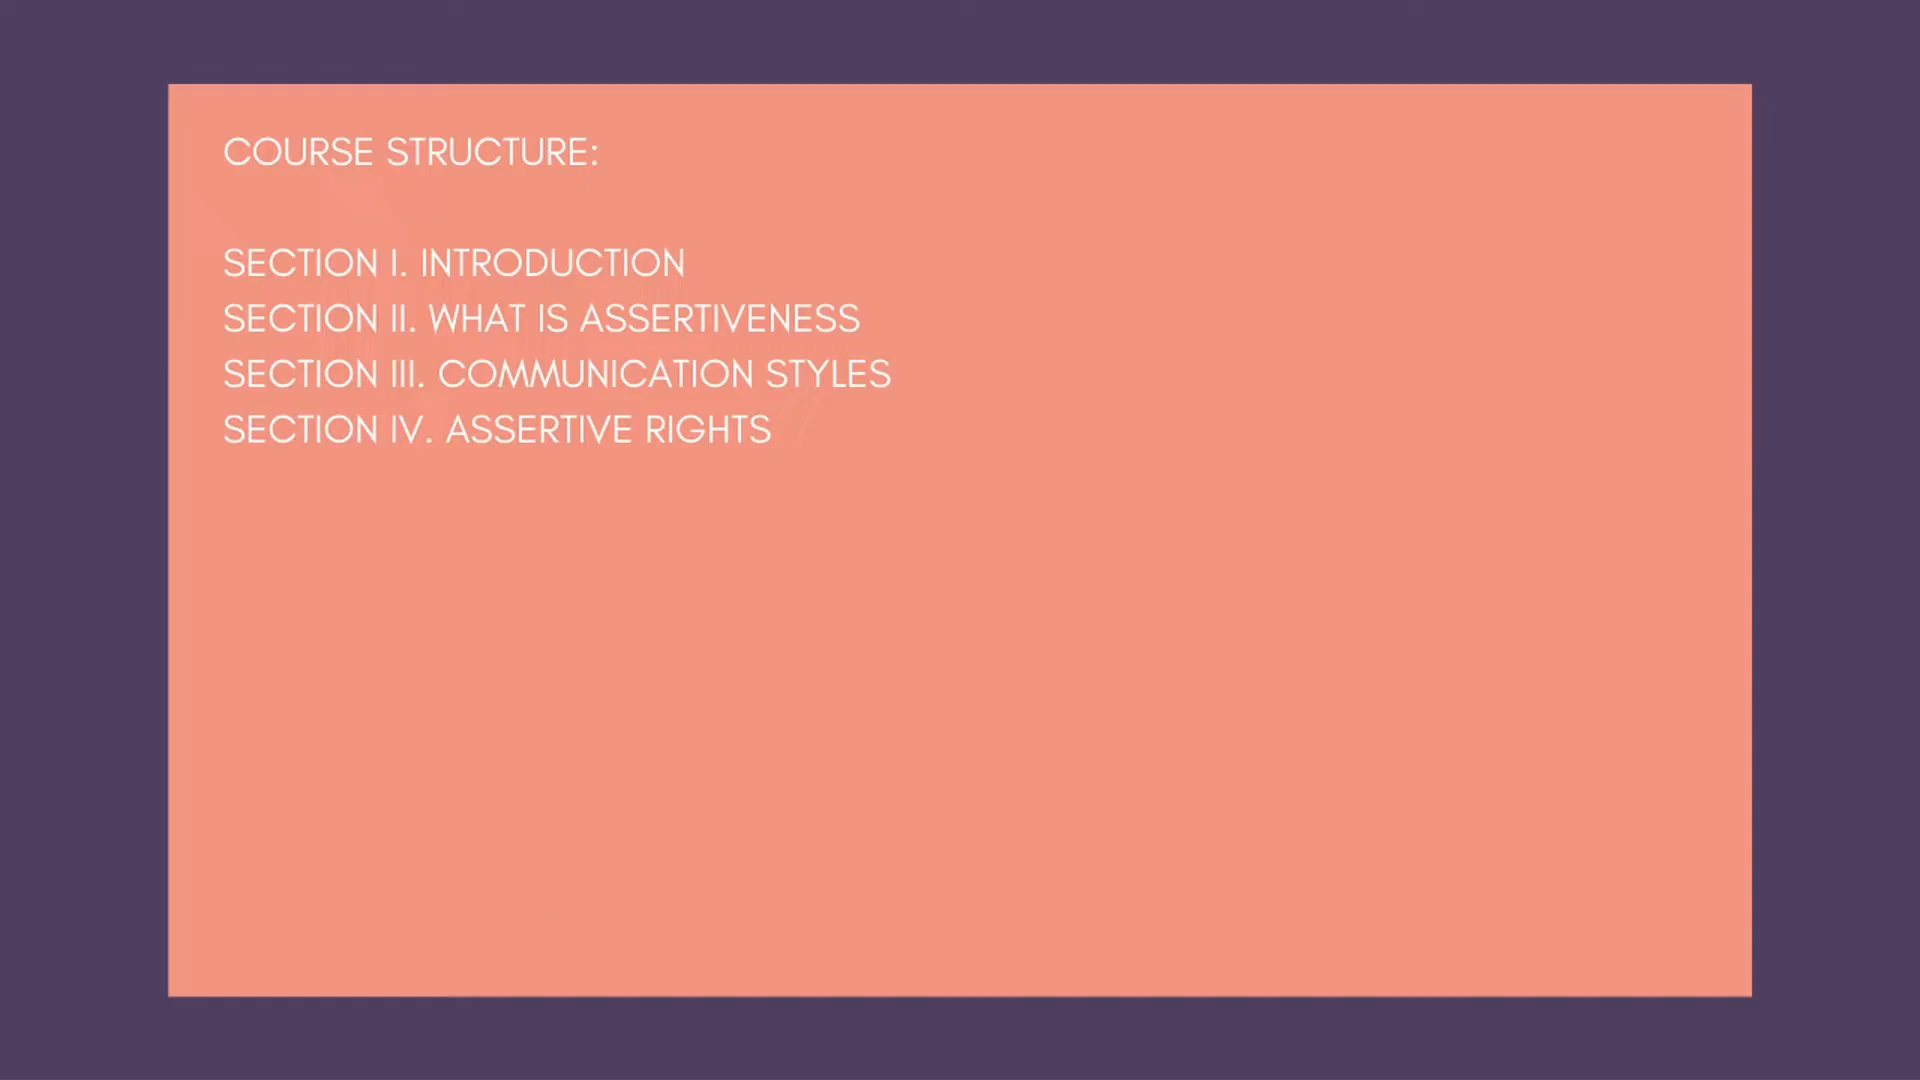 COURSE STRUCTURE:
SECTION I. INTRODUCTION
SECTION II. WHAT IS ASSERTIVENESS
SECTION III. COMMUNICATION STYLES
SECTION IV. ASSERTIVE RIGHTS